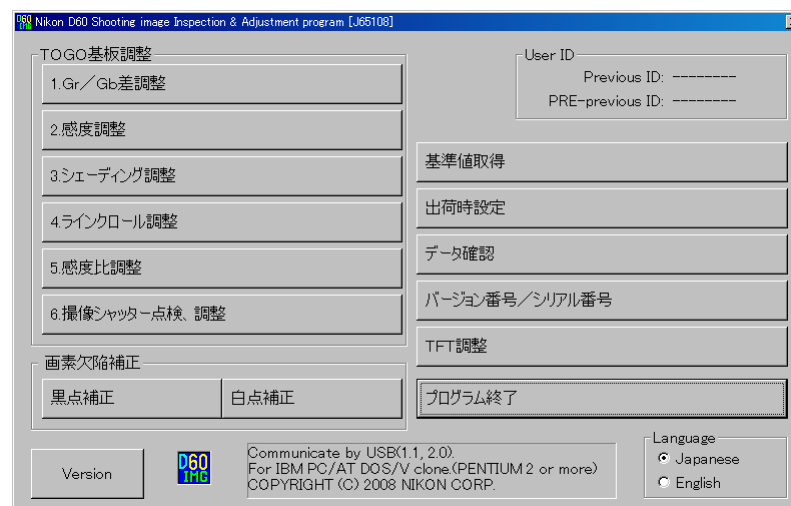 Nikon D60 Shooting image Inspection & Adjustment program [J65108]
TOGO基板調整
1.Gr／Gb差調整
2.感度調整
3.シェーディング調整
4.ラインクロール調整
5.感度比調整
6.撮像シャッター点検、調整
画素欠陥補正
黒点補正
白点補正
User ID
Previous ID: --------
PRE-previous ID: --------
基準値取得
出荷時設定
データ確認
バージョン番号／シリアル番号
TFT調整
プログラム終了
Version
D60
IMG
Communicate by USB(1.1, 2.0).
For IBM PC/AT DOS/V clone.(PENTIUM 2 or more)
COPYRIGHT (C) 2008 NIKON CORP.
Language
Japanese
English